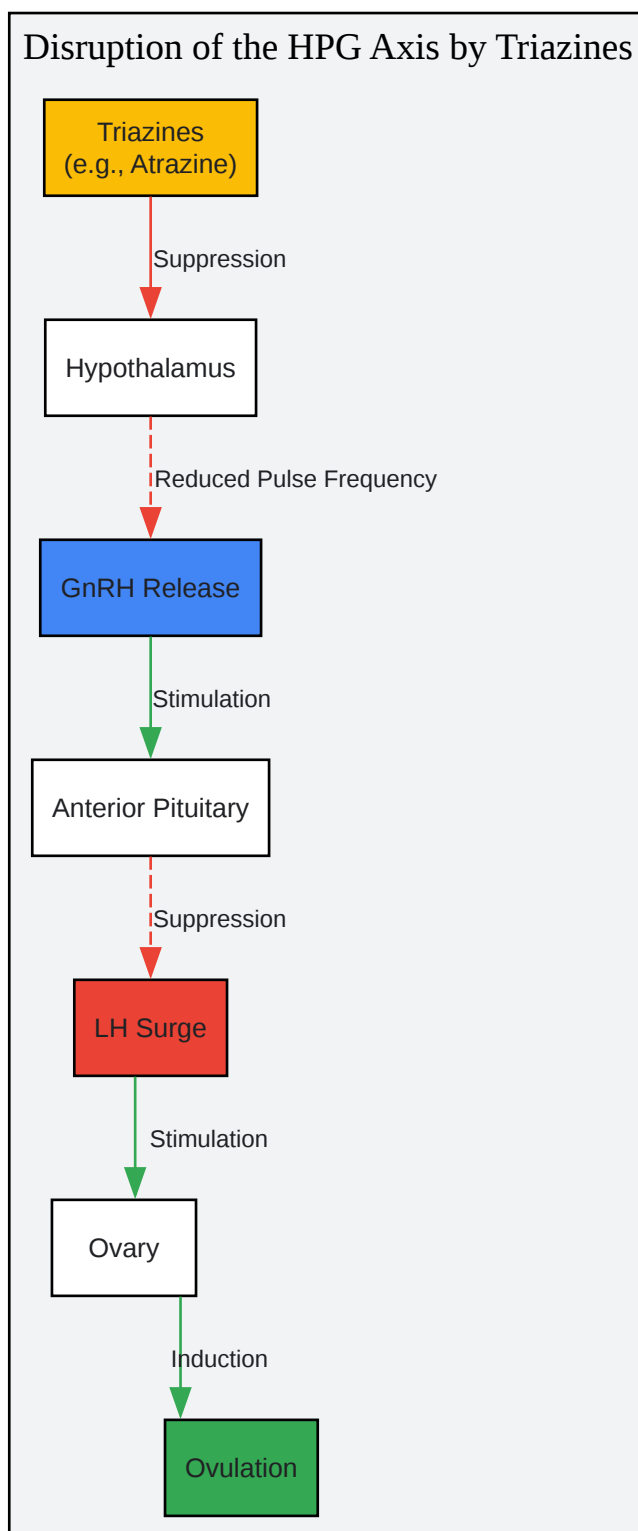 Disruption of the HPG Axis by Triazines
Triazines
(e.g., Atrazine)
Suppression
Hypothalamus
Reduced Pulse Frequency
GnRH Release
Stimulation
Anterior Pituitary
Suppression
LH Surge
Stimulation
Ovary
Induction
Ovulation